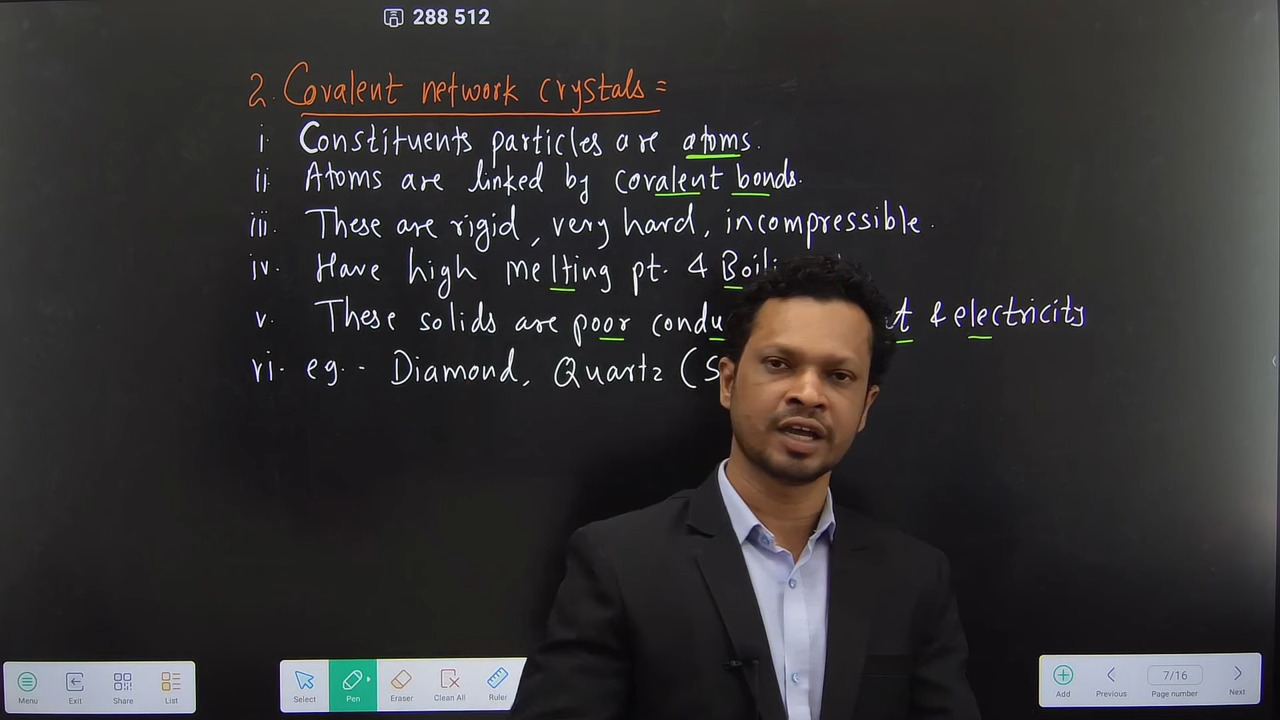 288 512
2. Covalent network crystals =
i. Constituents particles are atoms.
ii. Atoms are linked by covalent bonds.
iii. These are rigid, very hard, incompressible.
iv. Have high melting pt. &
v. These solids are poor & electricity
vi. eg. - Diamond, Quartz (S
Menu Exit Share List Select Pen Eraser Clean All Ruler Add Previous 7/16 Page number Next